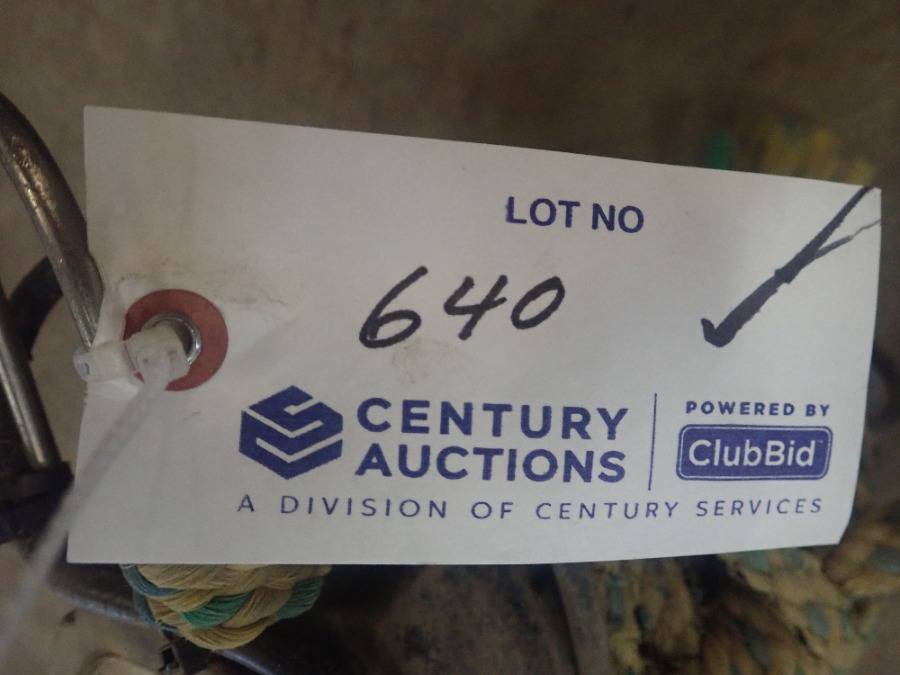 LOT NO
640
CENTURY
AUCTIONS
A DIVISION OF CENTURY SERVICES
POWERED BY
ClubBid